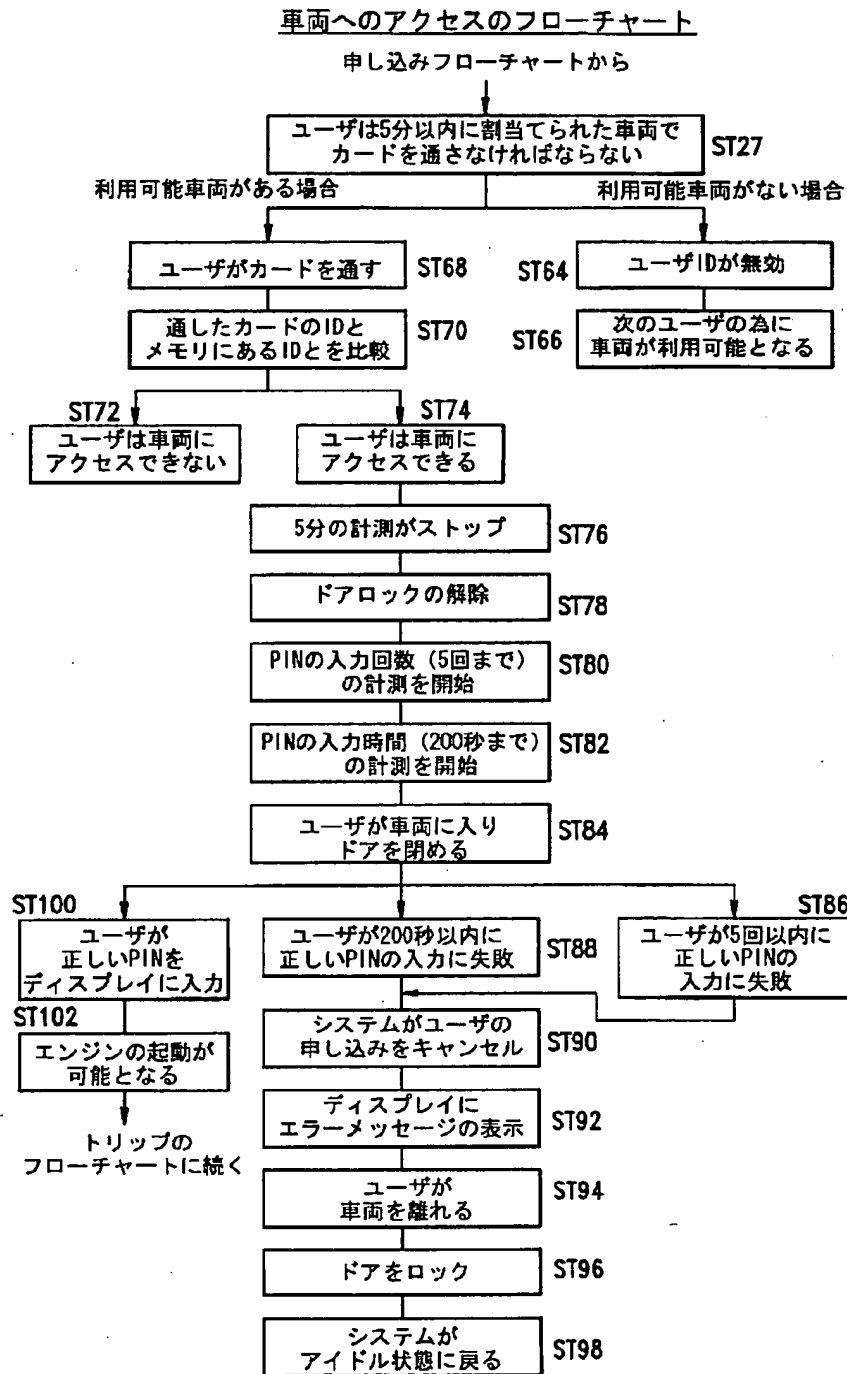 車両へのアクセスのフローチャート
申し込みフローチャートから
ユーザは5分以内に割当てられた車両で
カードを通さなければならない
ST27
利用可能車両がある場合
利用可能車両がない場合
ユーザがカードを通す
ST68
ST64
ユーザIDが無効
通したカードのIDと
メモリにあるIDとを比較
ST70
ST66
次のユーザの為に
車両が利用可能となる
ST72
ST74
ユーザは車両に
アクセスできない
ユーザは車両に
アクセスできる
5分の計測がストップ
ST76
ドアロックの解除
ST78
PINの入力回数（5回まで）
の計測を開始
ST80
PINの入力時間（200秒まで）
の計測を開始
ST82
ユーザが車両に入り
ドアを閉める
ST84
ST100
ST86
ユーザが
正しいPINを
ディスプレイに入力
ユーザが200秒以内に
正しいPINの入力に失敗
ST88
ユーザが5回以内に
正しいPINの
入力に失敗
ST102
エンジンの起動が
可能となる
システムがユーザの
申し込みをキャンセル
ST90
トリップの
フローチャートに続く
ディスプレイに
エラーメッセージの表示
ST92
ユーザが
車両を離れる
ST94
ドアをロック
ST96
システムが
アイドル状態に戻る
ST98